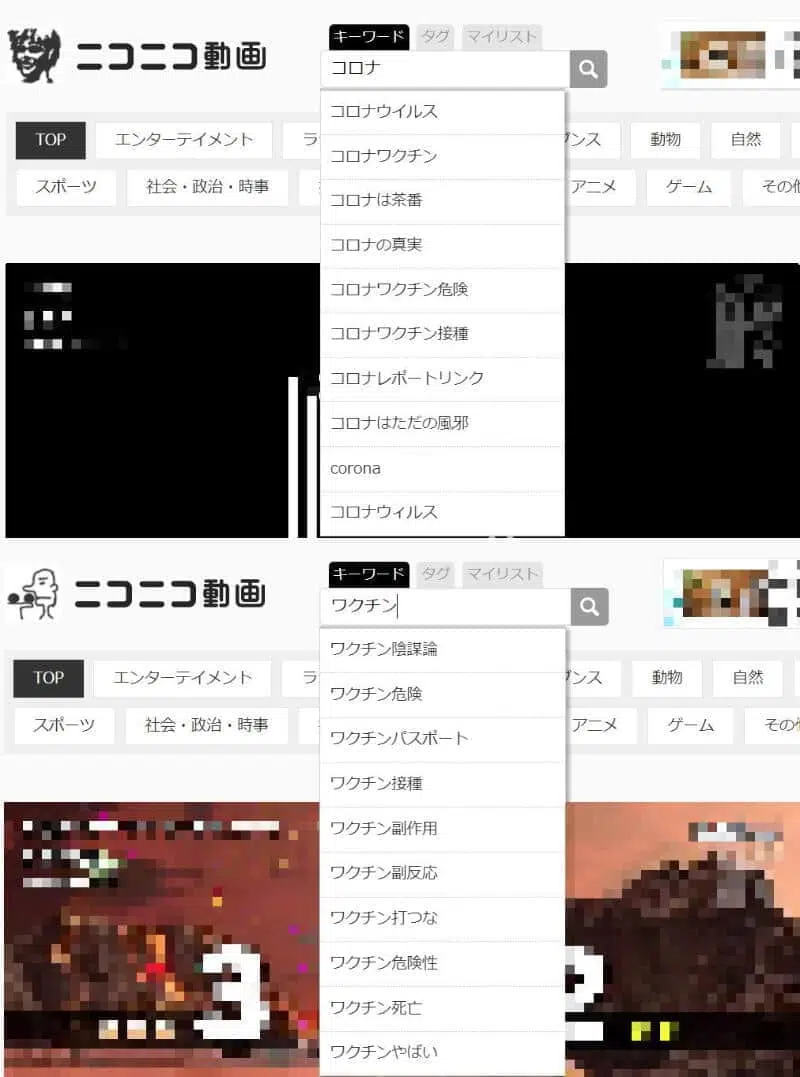 ニコニコ動画
キーワード タグ マイリスト
コロナ
TOP エンターテイメント ラ ンス 動物 自然
スポーツ 社会・政治・時事 アニメ ゲーム その他
コロナウイルス
コロナワクチン
コロナは茶番
コロナの真実
コロナワクチン危険
コロナワクチン接種
コロナレポートリンク
コロナはただの風邪
corona
コロナウィルス
ニコニコ動画
キーワード タグ マイリスト
ワクチン
TOP エンターテイメント ラ ンス 動物 自然
スポーツ 社会・政治・時事 アニメ ゲーム その
ワクチン陰謀論
ワクチン危険
ワクチンパスポート
ワクチン接種
ワクチン副作用
ワクチン副反応
ワクチン打つな
ワクチン危険性
ワクチン死亡
ワクチンやばい
3
2